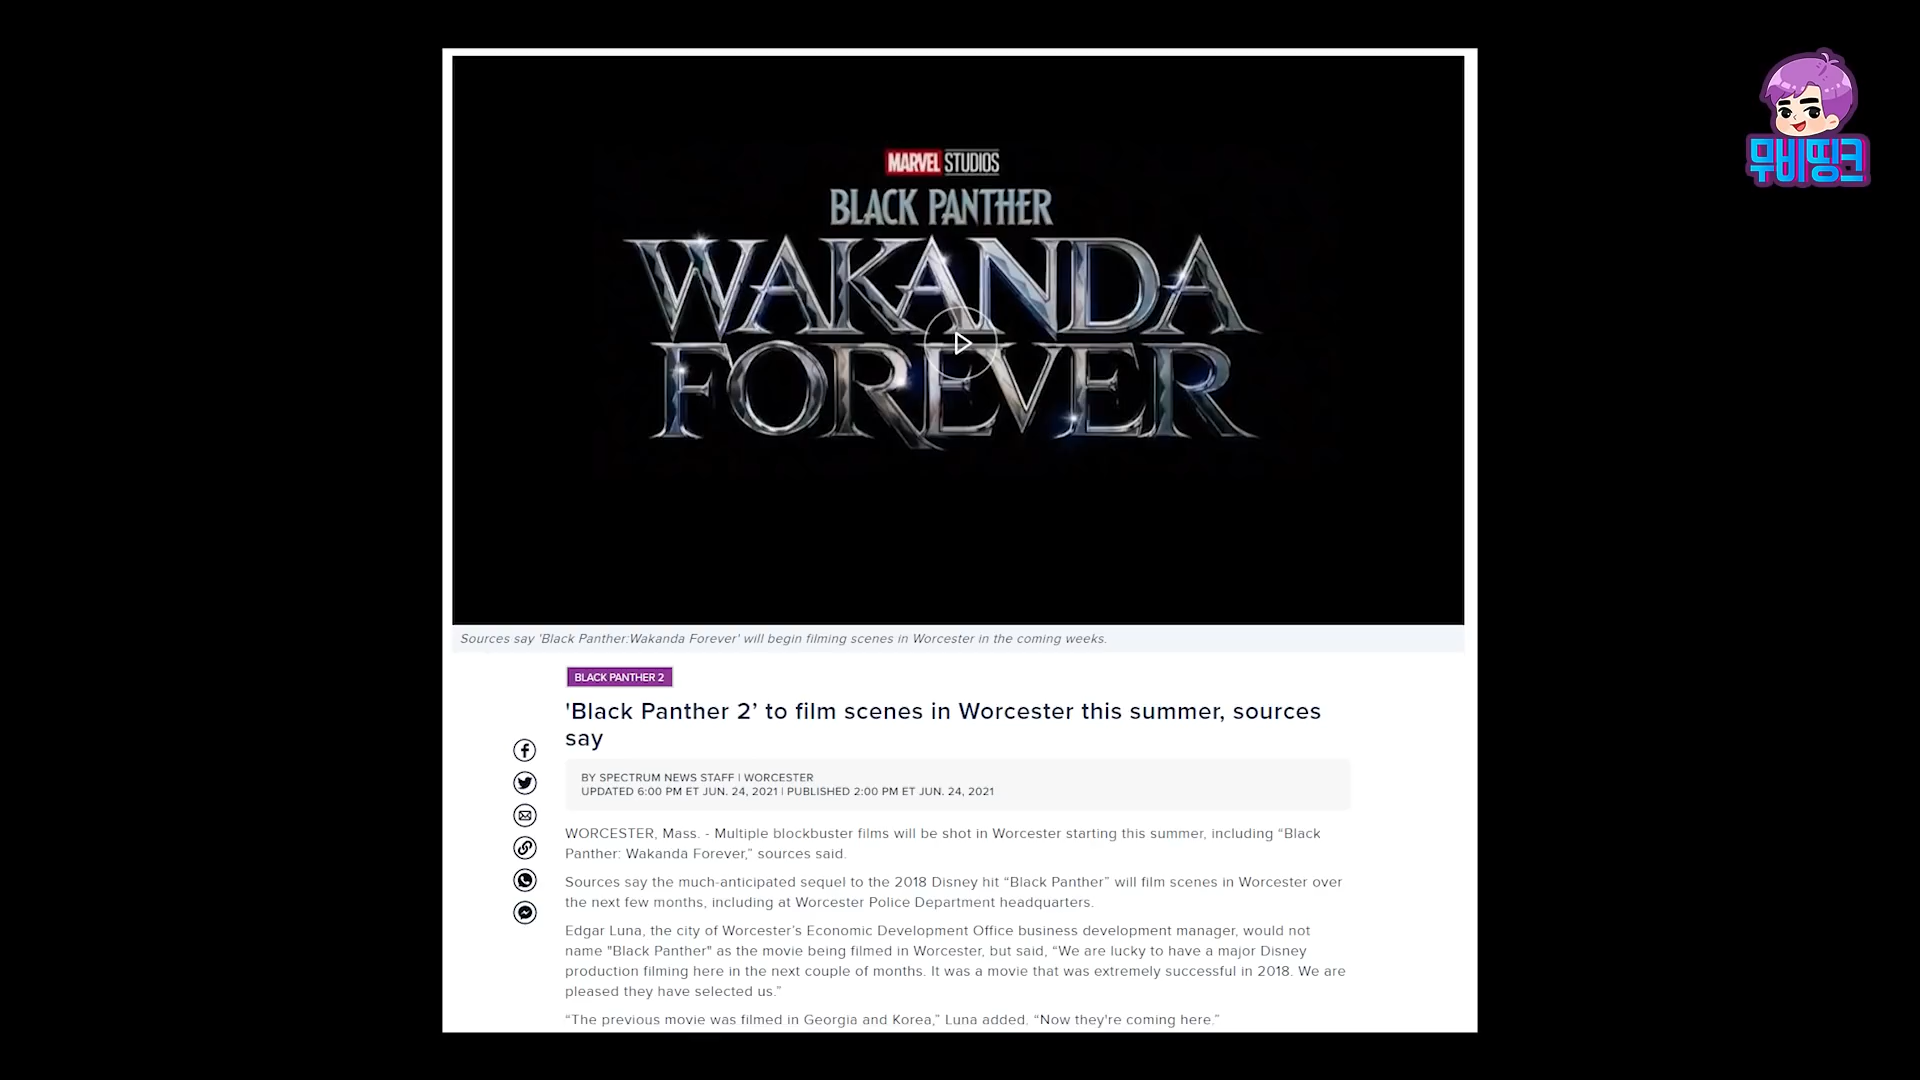 무비띵크
MARVEL STUDIOS
BLACK PANTHER
WAKANDA
FOREVER
Sources say 'Black Panther:Wakanda Forever' will begin filming scenes in Worcester in the coming weeks.
BLACK PANTHER 2
'Black Panther 2’ to film scenes in Worcester this summer, sources
say
BY SPECTRUM NEWS STAFF | WORCESTER
UPDATED 6:00 PM ET JUN. 24, 2021 | PUBLISHED 2:00 PM ET JUN. 24, 2021
WORCESTER, Mass. - Multiple blockbuster films will be shot in Worcester starting this summer, including “Black
Panther: Wakanda Forever,” sources said.
Sources say the much-anticipated sequel to the 2018 Disney hit “Black Panther” will film scenes in Worcester over
the next few months, including at Worcester Police Department headquarters.
Edgar Luna, the city of Worcester’s Economic Development Office business development manager, would not
name "Black Panther" as the movie being filmed in Worcester, but said, “We are lucky to have a major Disney
production filming here in the next couple of months. It was a movie that was extremely successful in 2018. We are
pleased they have selected us.”
“The previous movie was filmed in Georgia and Korea,” Luna added. “Now they're coming here.”